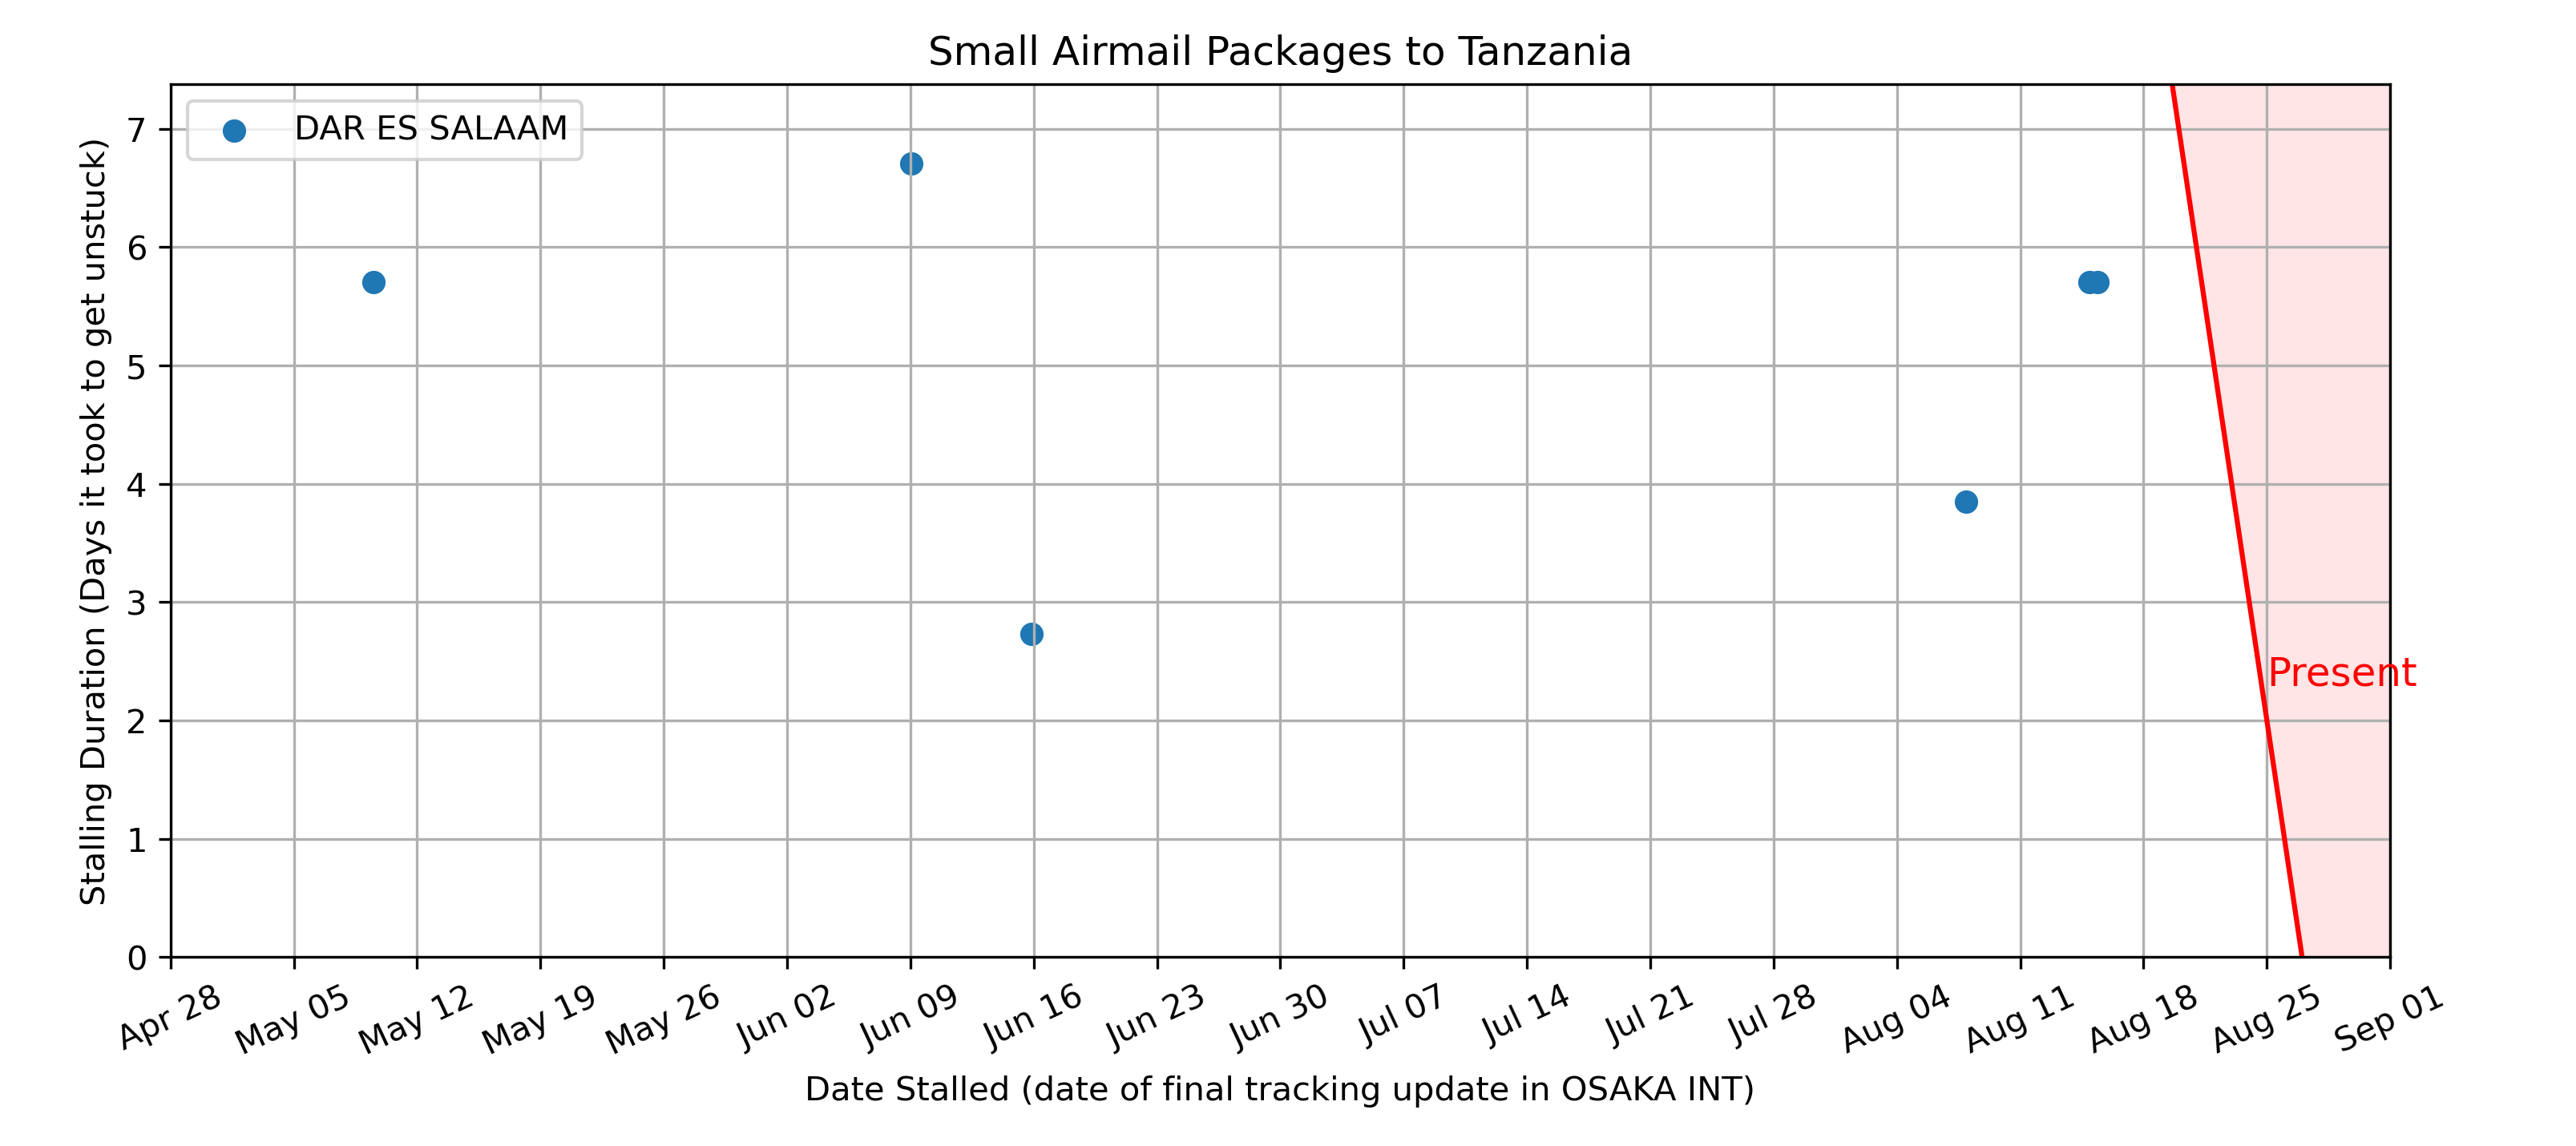 Small Airmail Packages to Tanzania
DAR ES SALAAM
Stalling Duration (Days it took to get unstuck)
7
6
5
4
3
2
1
0
Present
Apr 28 May 05 May 12 May 19 May 26 Jun 02 Jun 09 Jun 16 Jun 23 Jun 30 Jul 07 Jul 14 Jul 21 Jul 28 Aug 04 Aug 11 Aug 18 Aug 25 Sep 01
Date Stalled (date of final tracking update in OSAKA INT)